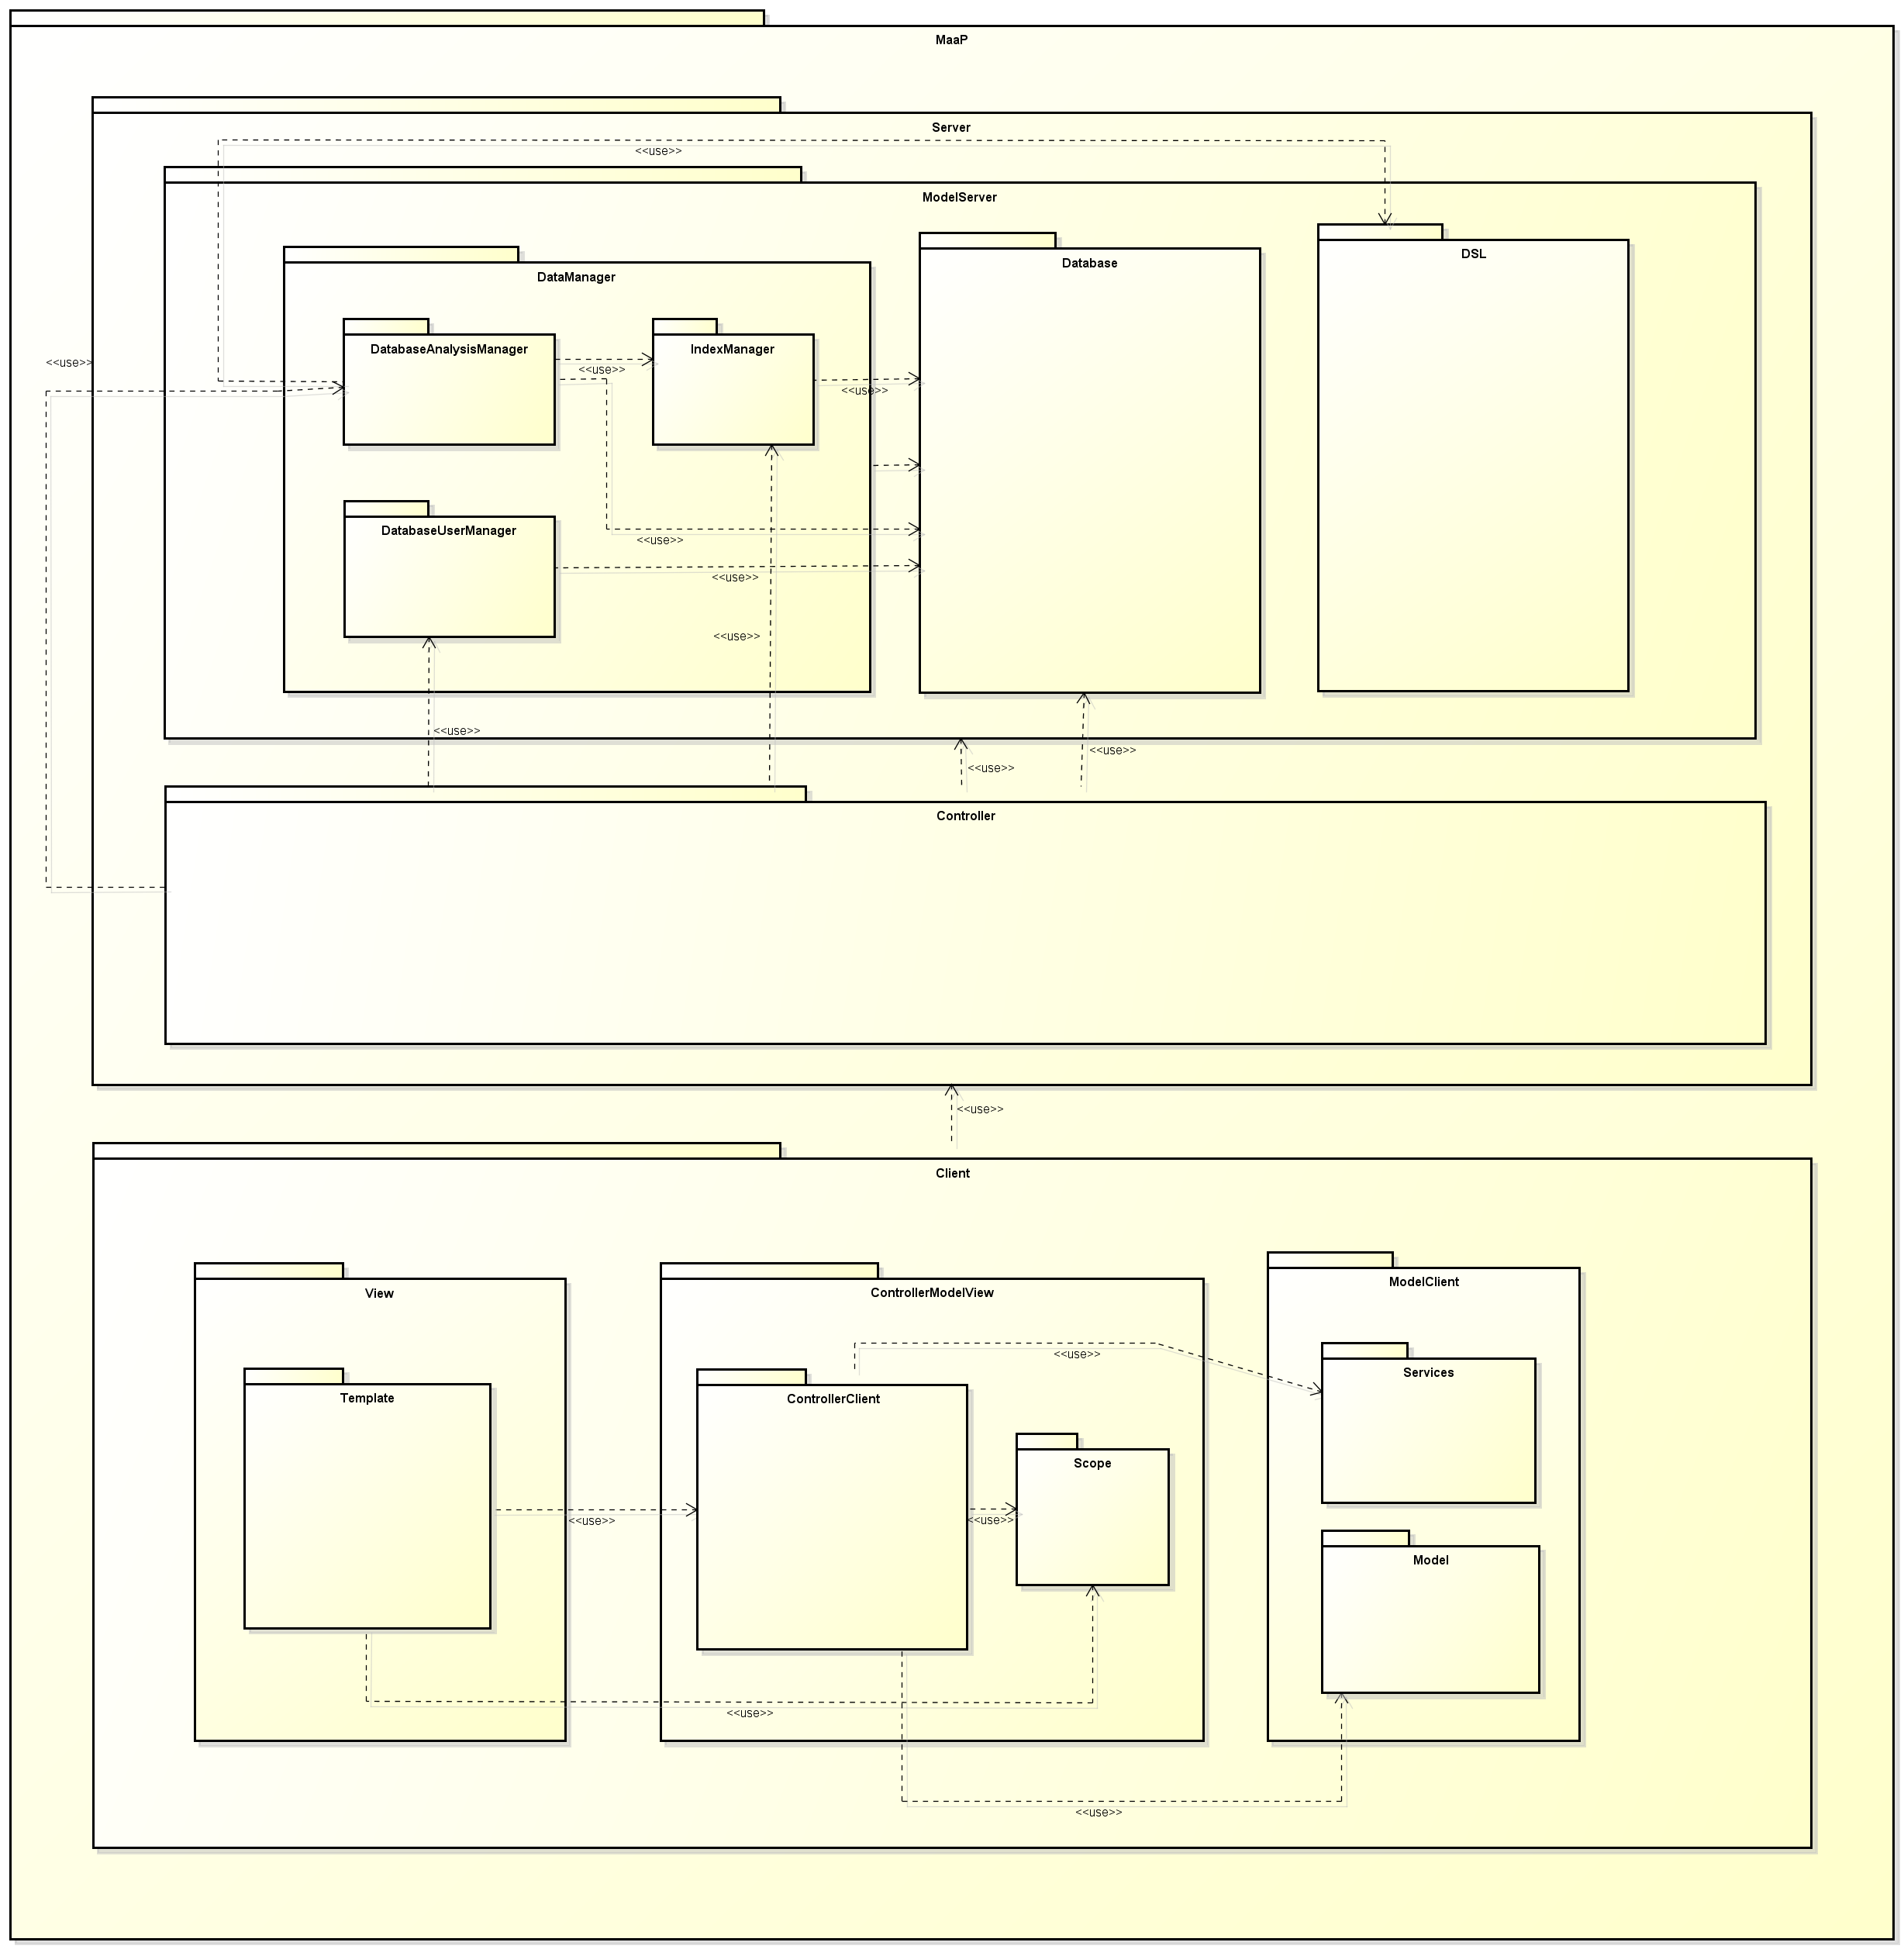 MaaP
Server
<<use>>
ModelServer
DataManager
Database
DSL
DatabaseAnalysisManager
IndexManager
<<use>>
<<use>>
<<use>>
DatabaseUserManager
<<use>>
<<use>>
<<use>>
<<use>>
<<use>>
<<use>>
Controller
<<use>>
Client
View
ControllerModelView
ModelClient
<<use>>
Template
ControllerClient
Services
Scope
<<use>>
<<use>>
Model
<<use>>
<<use>>